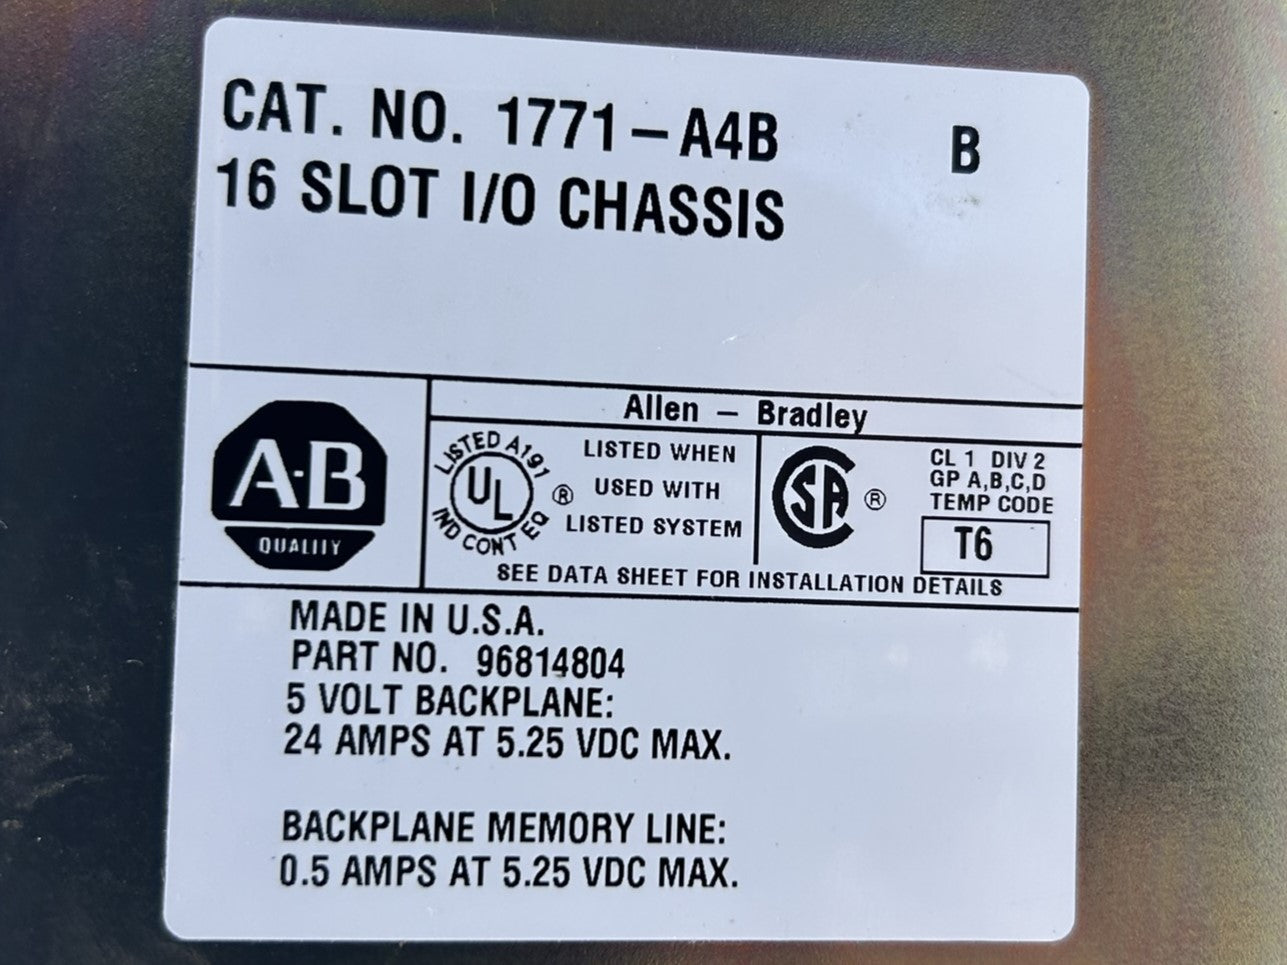 CAT. NO. 1771-A4B B
16 SLOT I/O CHASSIS
Allen - Bradley
A·B
QUALITY
LISTED A191
UL ®
IND CONT EQ
LISTED WHEN
USED WITH
LISTED SYSTEM
SA ®
CL 1 DIV 2
GP A,B,C,D
TEMP CODE
T6
SEE DATA SHEET FOR INSTALLATION DETAILS
MADE IN U.S.A.
PART NO. 96814804
5 VOLT BACKPLANE:
24 AMPS AT 5.25 VDC MAX.
BACKPLANE MEMORY LINE:
0.5 AMPS AT 5.25 VDC MAX.